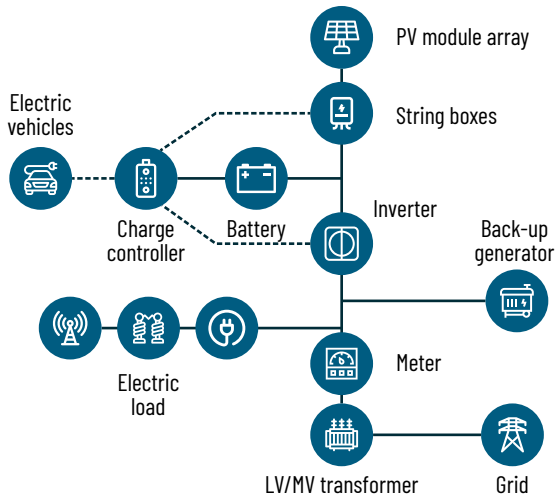 PV module array
Electric
vehicles
String boxes
Charge
controller
Battery
Inverter
Back-up
generator
Electric
load
Meter
LV/MV transformer
Grid